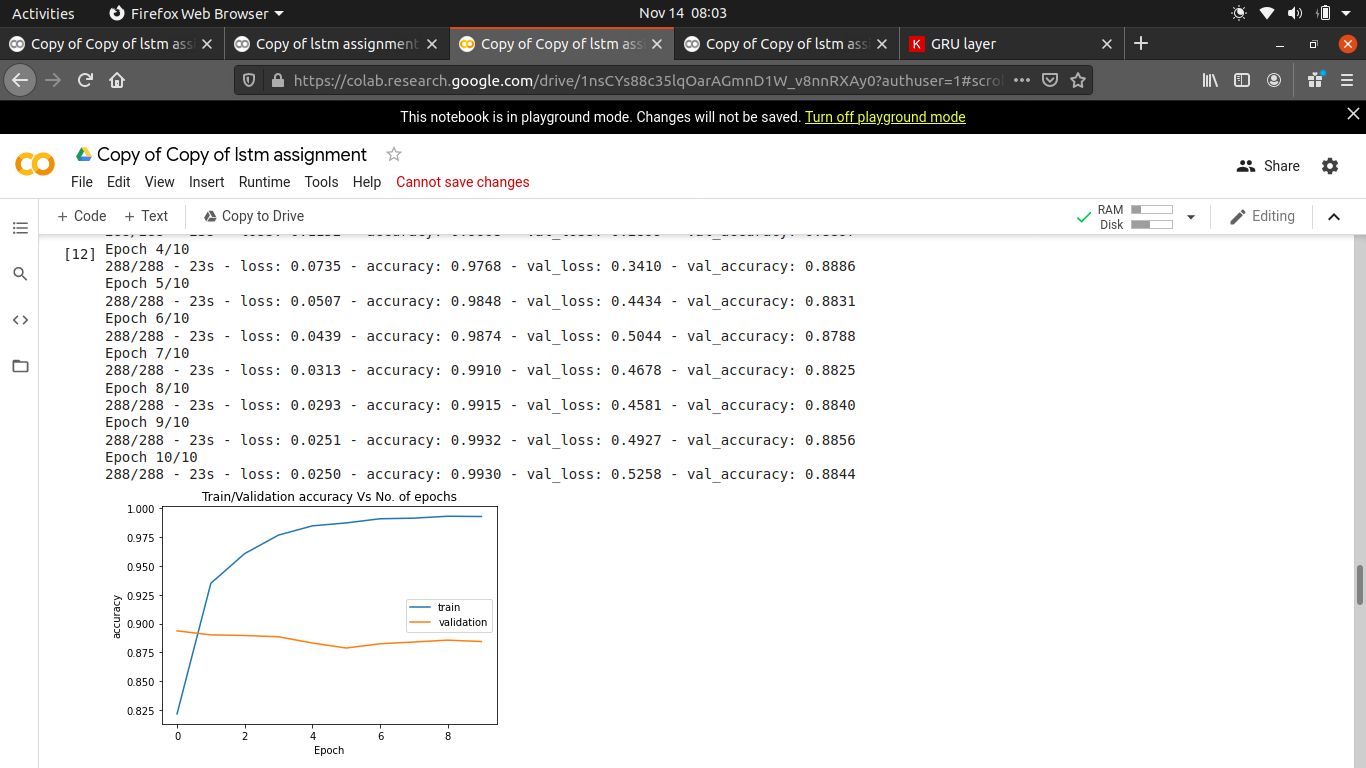 Activities Firefox Web Browser Nov 14 08:03
Copy of Copy of lstm ass Copy of lstm assignment Copy of Copy of lstm ass Copy of Copy of lstm ass K GRU layer
https://colab.research.google.com/drive/1nsCYs88c35lqOarAGmnD1W_v8nnRXAy0?authuser=1#scro
This notebook is in playground mode. Changes will not be saved. Turn off playground mode
Copy of Copy of lstm assignment
Share
File Edit View Insert Runtime Tools Help Cannot save changes
+ Code + Text Copy to Drive RAM Disk Editing
[12] Epoch 4/10
288/288 - 23s - loss: 0.0735 - accuracy: 0.9768 - val_loss: 0.3410 - val_accuracy: 0.8886
Epoch 5/10
288/288 - 23s - loss: 0.0507 - accuracy: 0.9848 - val_loss: 0.4434 - val_accuracy: 0.8831
Epoch 6/10
288/288 - 23s - loss: 0.0439 - accuracy: 0.9874 - val_loss: 0.5044 - val_accuracy: 0.8788
Epoch 7/10
288/288 - 23s - loss: 0.0313 - accuracy: 0.9910 - val_loss: 0.4678 - val_accuracy: 0.8825
Epoch 8/10
288/288 - 23s - loss: 0.0293 - accuracy: 0.9915 - val_loss: 0.4581 - val_accuracy: 0.8840
Epoch 9/10
288/288 - 23s - loss: 0.0251 - accuracy: 0.9932 - val_loss: 0.4927 - val_accuracy: 0.8856
Epoch 10/10
288/288 - 23s - loss: 0.0250 - accuracy: 0.9930 - val_loss: 0.5258 - val_accuracy: 0.8844
Train/Validation accuracy Vs No. of epochs
1.000
0.975
0.950
0.925
0.900
0.875
0.850
0.825
accuracy
train
validation
0 2 4 6 8
Epoch